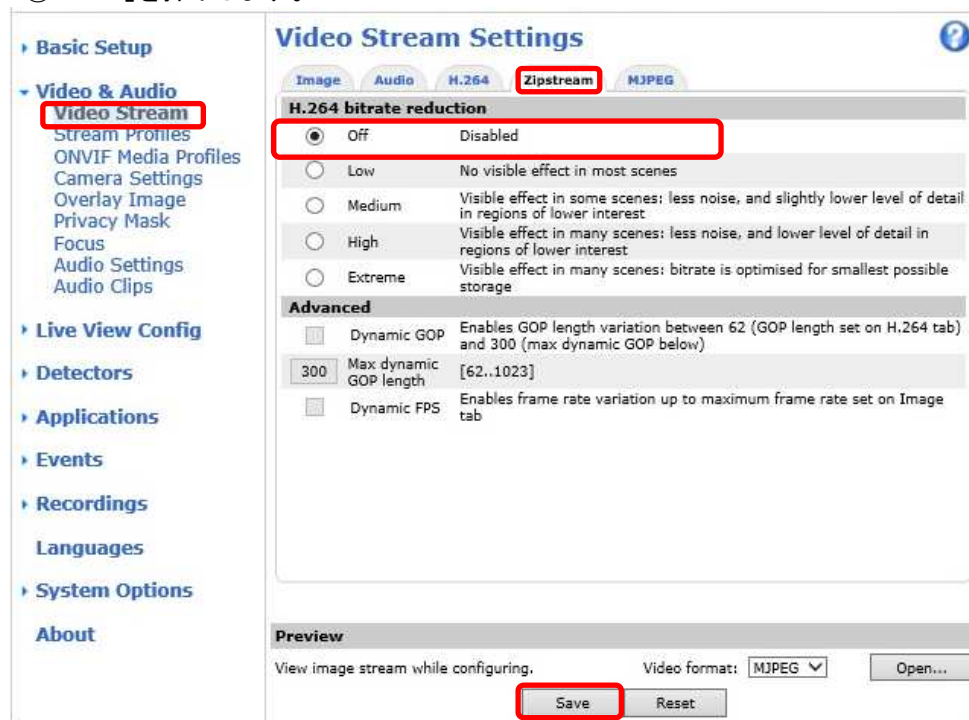 Basic Setup
Video & Audio
Video Stream
Stream Profiles
ONVIF Media Profiles
Camera Settings
Overlay Image
Privacy Mask
Focus
Audio Settings
Audio Clips
Live View Config
Detectors
Applications
Events
Recordings
Languages
System Options
About
Video Stream Settings
Image Audio H.264 Zipstream MJPEG
H.264 bitrate reduction
Off Disabled
Low No visible effect in most scenes
Medium Visible effect in some scenes: less noise, and slightly lower level of detail
in regions of lower interest
High Visible effect in many scenes: less noise, and lower level of detail in
regions of lower interest
Extreme Visible effect in many scenes: bitrate is optimised for smallest possible
storage
Advanced
Dynamic GOP Enables GOP length variation between 62 (GOP length set on H.264 tab)
and 300 (max dynamic GOP below)
300 Max dynamic
GOP length [62..1023]
Dynamic FPS Enables frame rate variation up to maximum frame rate set on Image
tab
Preview
View image stream while configuring. Video format: MJPEG Open...
Save Reset